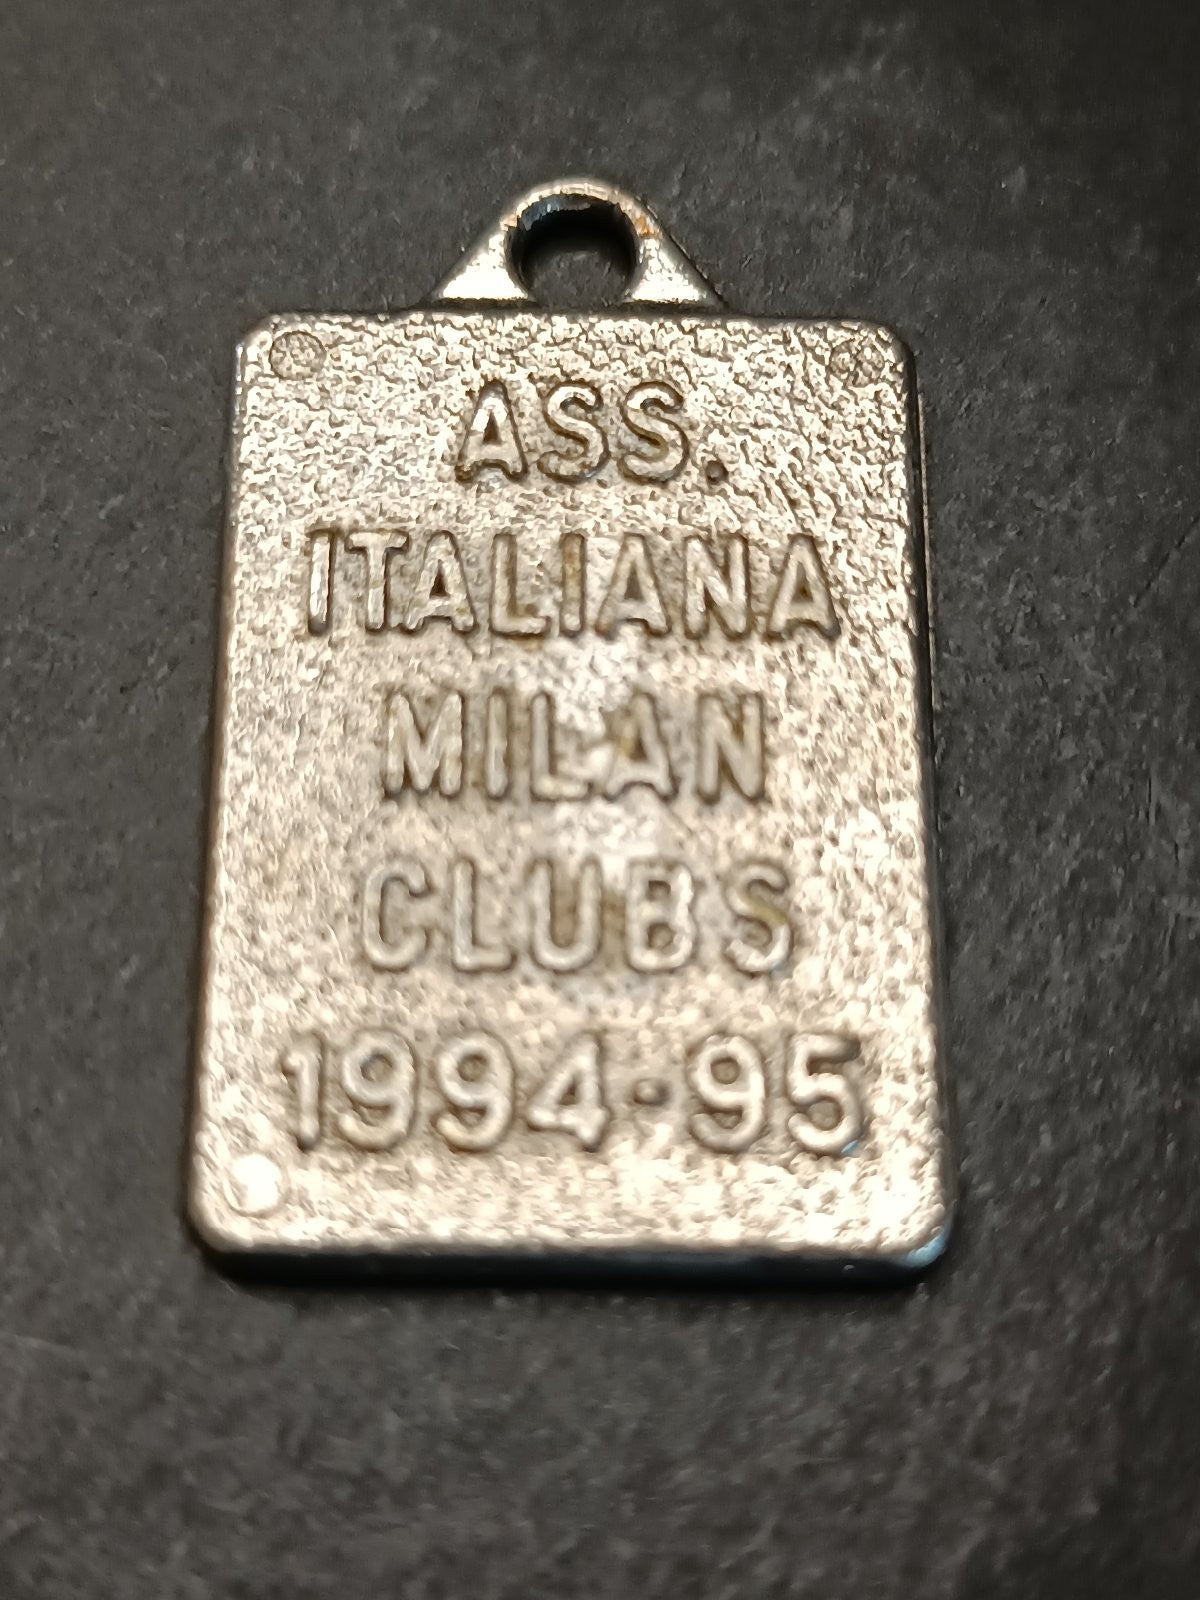 ASS.
ITALIANA
MILAN
CLUBS
1994·95